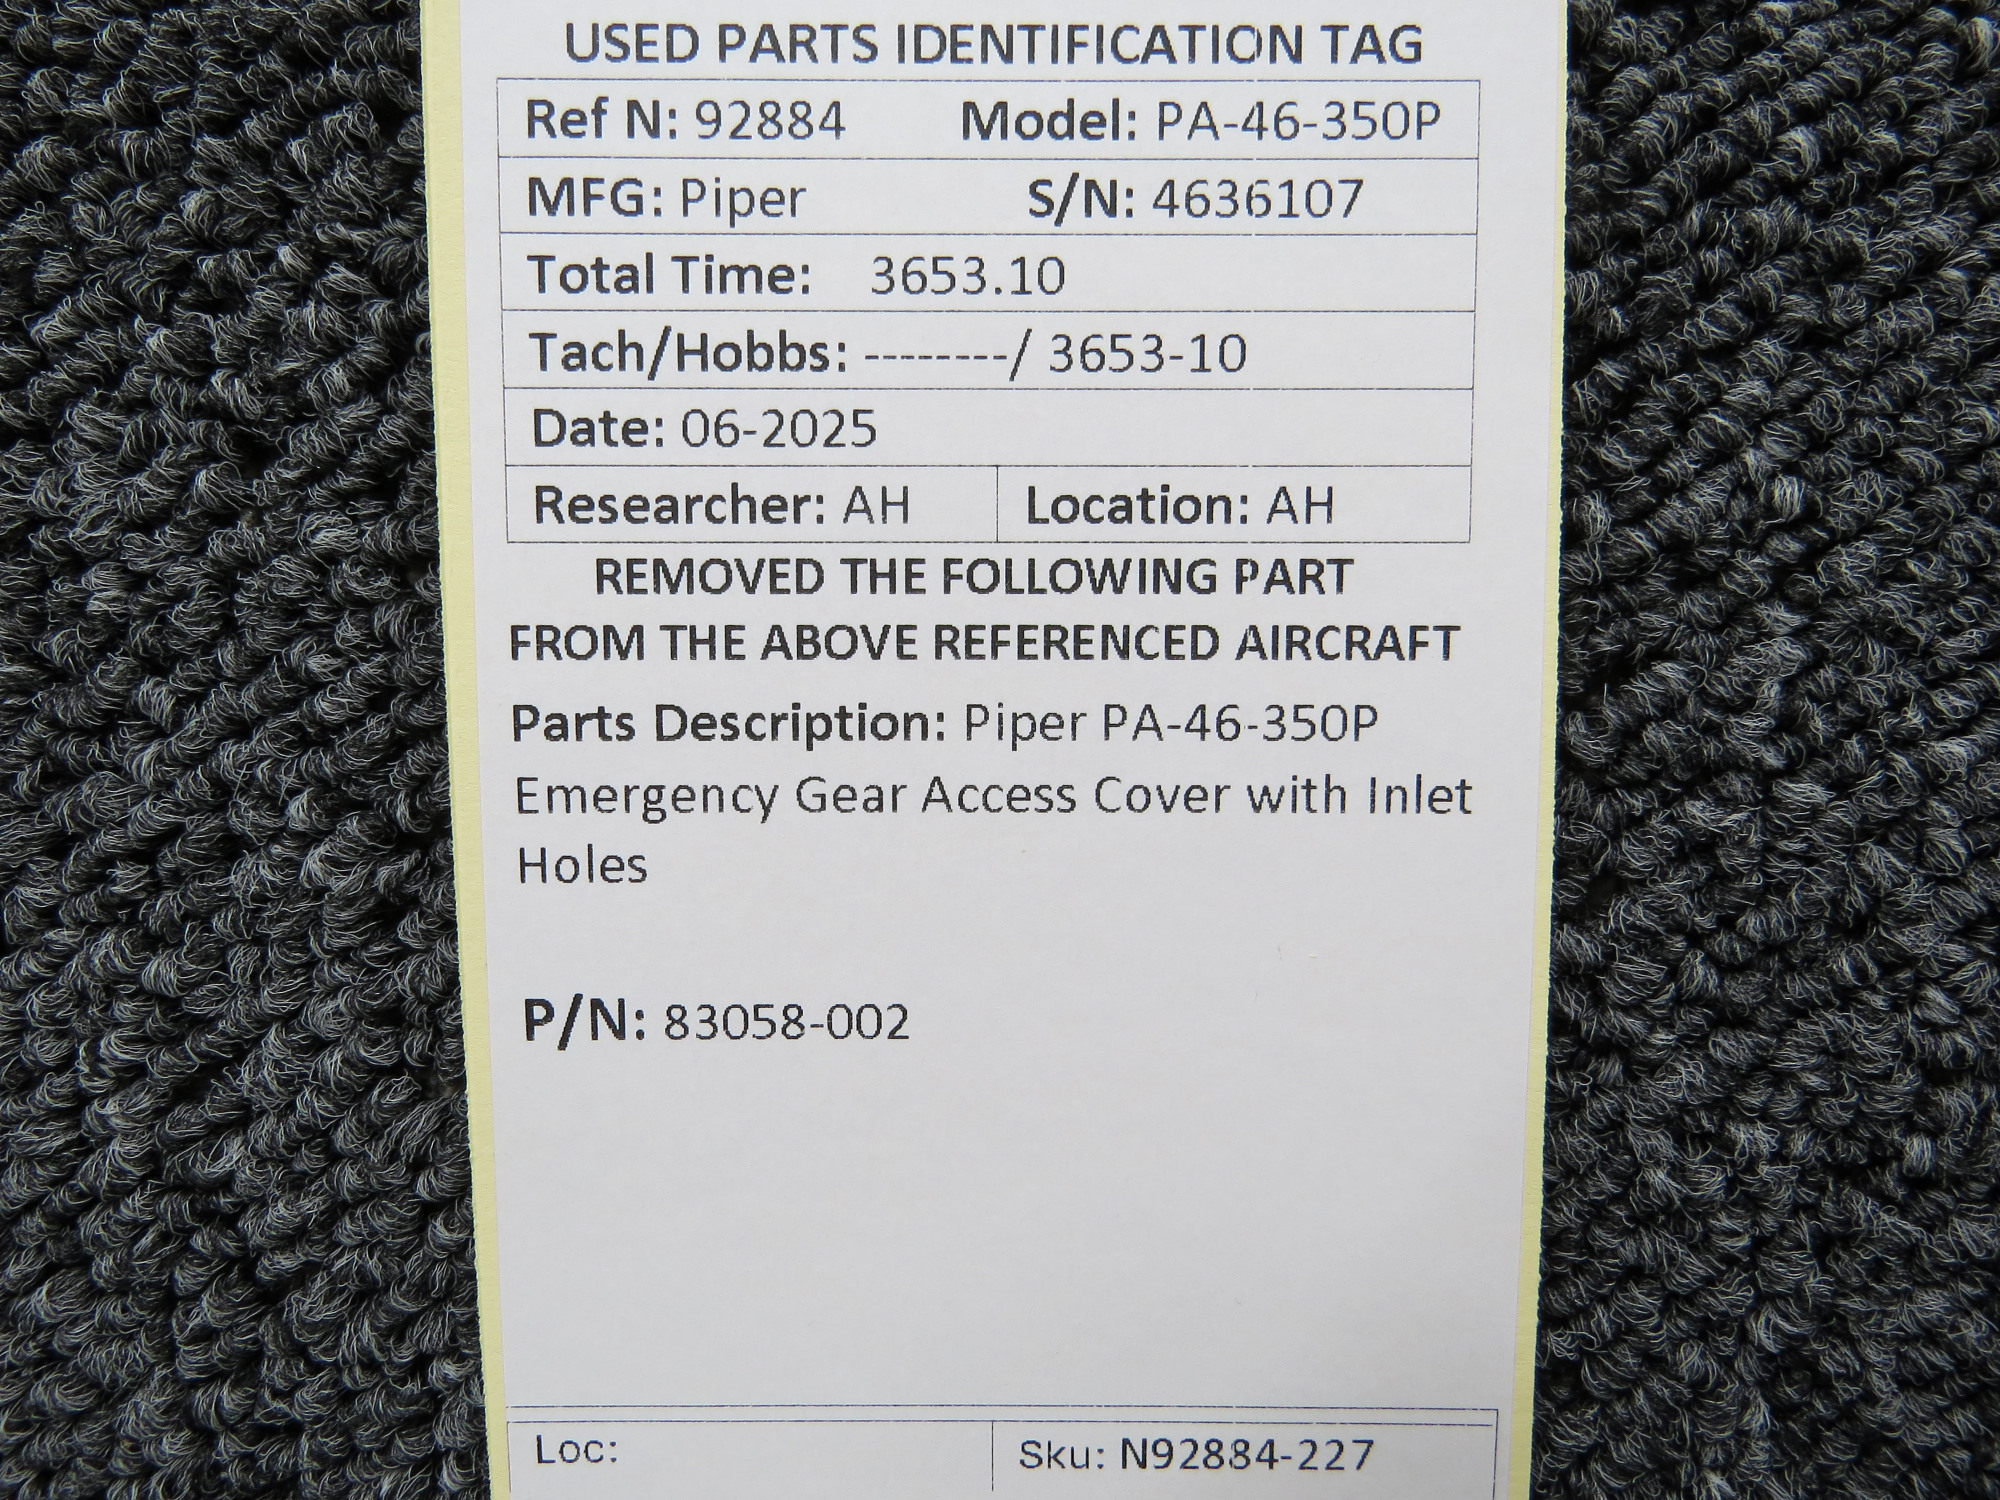 USED PARTS IDENTIFICATION TAG
Ref N: 92884 Model: PA-46-350P
MFG: Piper S/N: 4636107
Total Time: 3653.10
Tach/Hobbs: --------/ 3653-10
Date: 06-2025
Researcher: AH Location: AH
REMOVED THE FOLLOWING PART
FROM THE ABOVE REFERENCED AIRCRAFT
Parts Description: Piper PA-46-350P
Emergency Gear Access Cover with Inlet
Holes
P/N: 83058-002
Loc: Sku: N92884-227